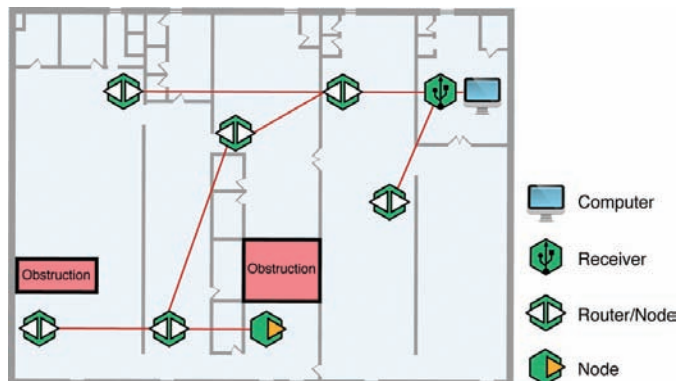 Computer
Obstruction
Receiver
Obstruction
Router/Node
Node